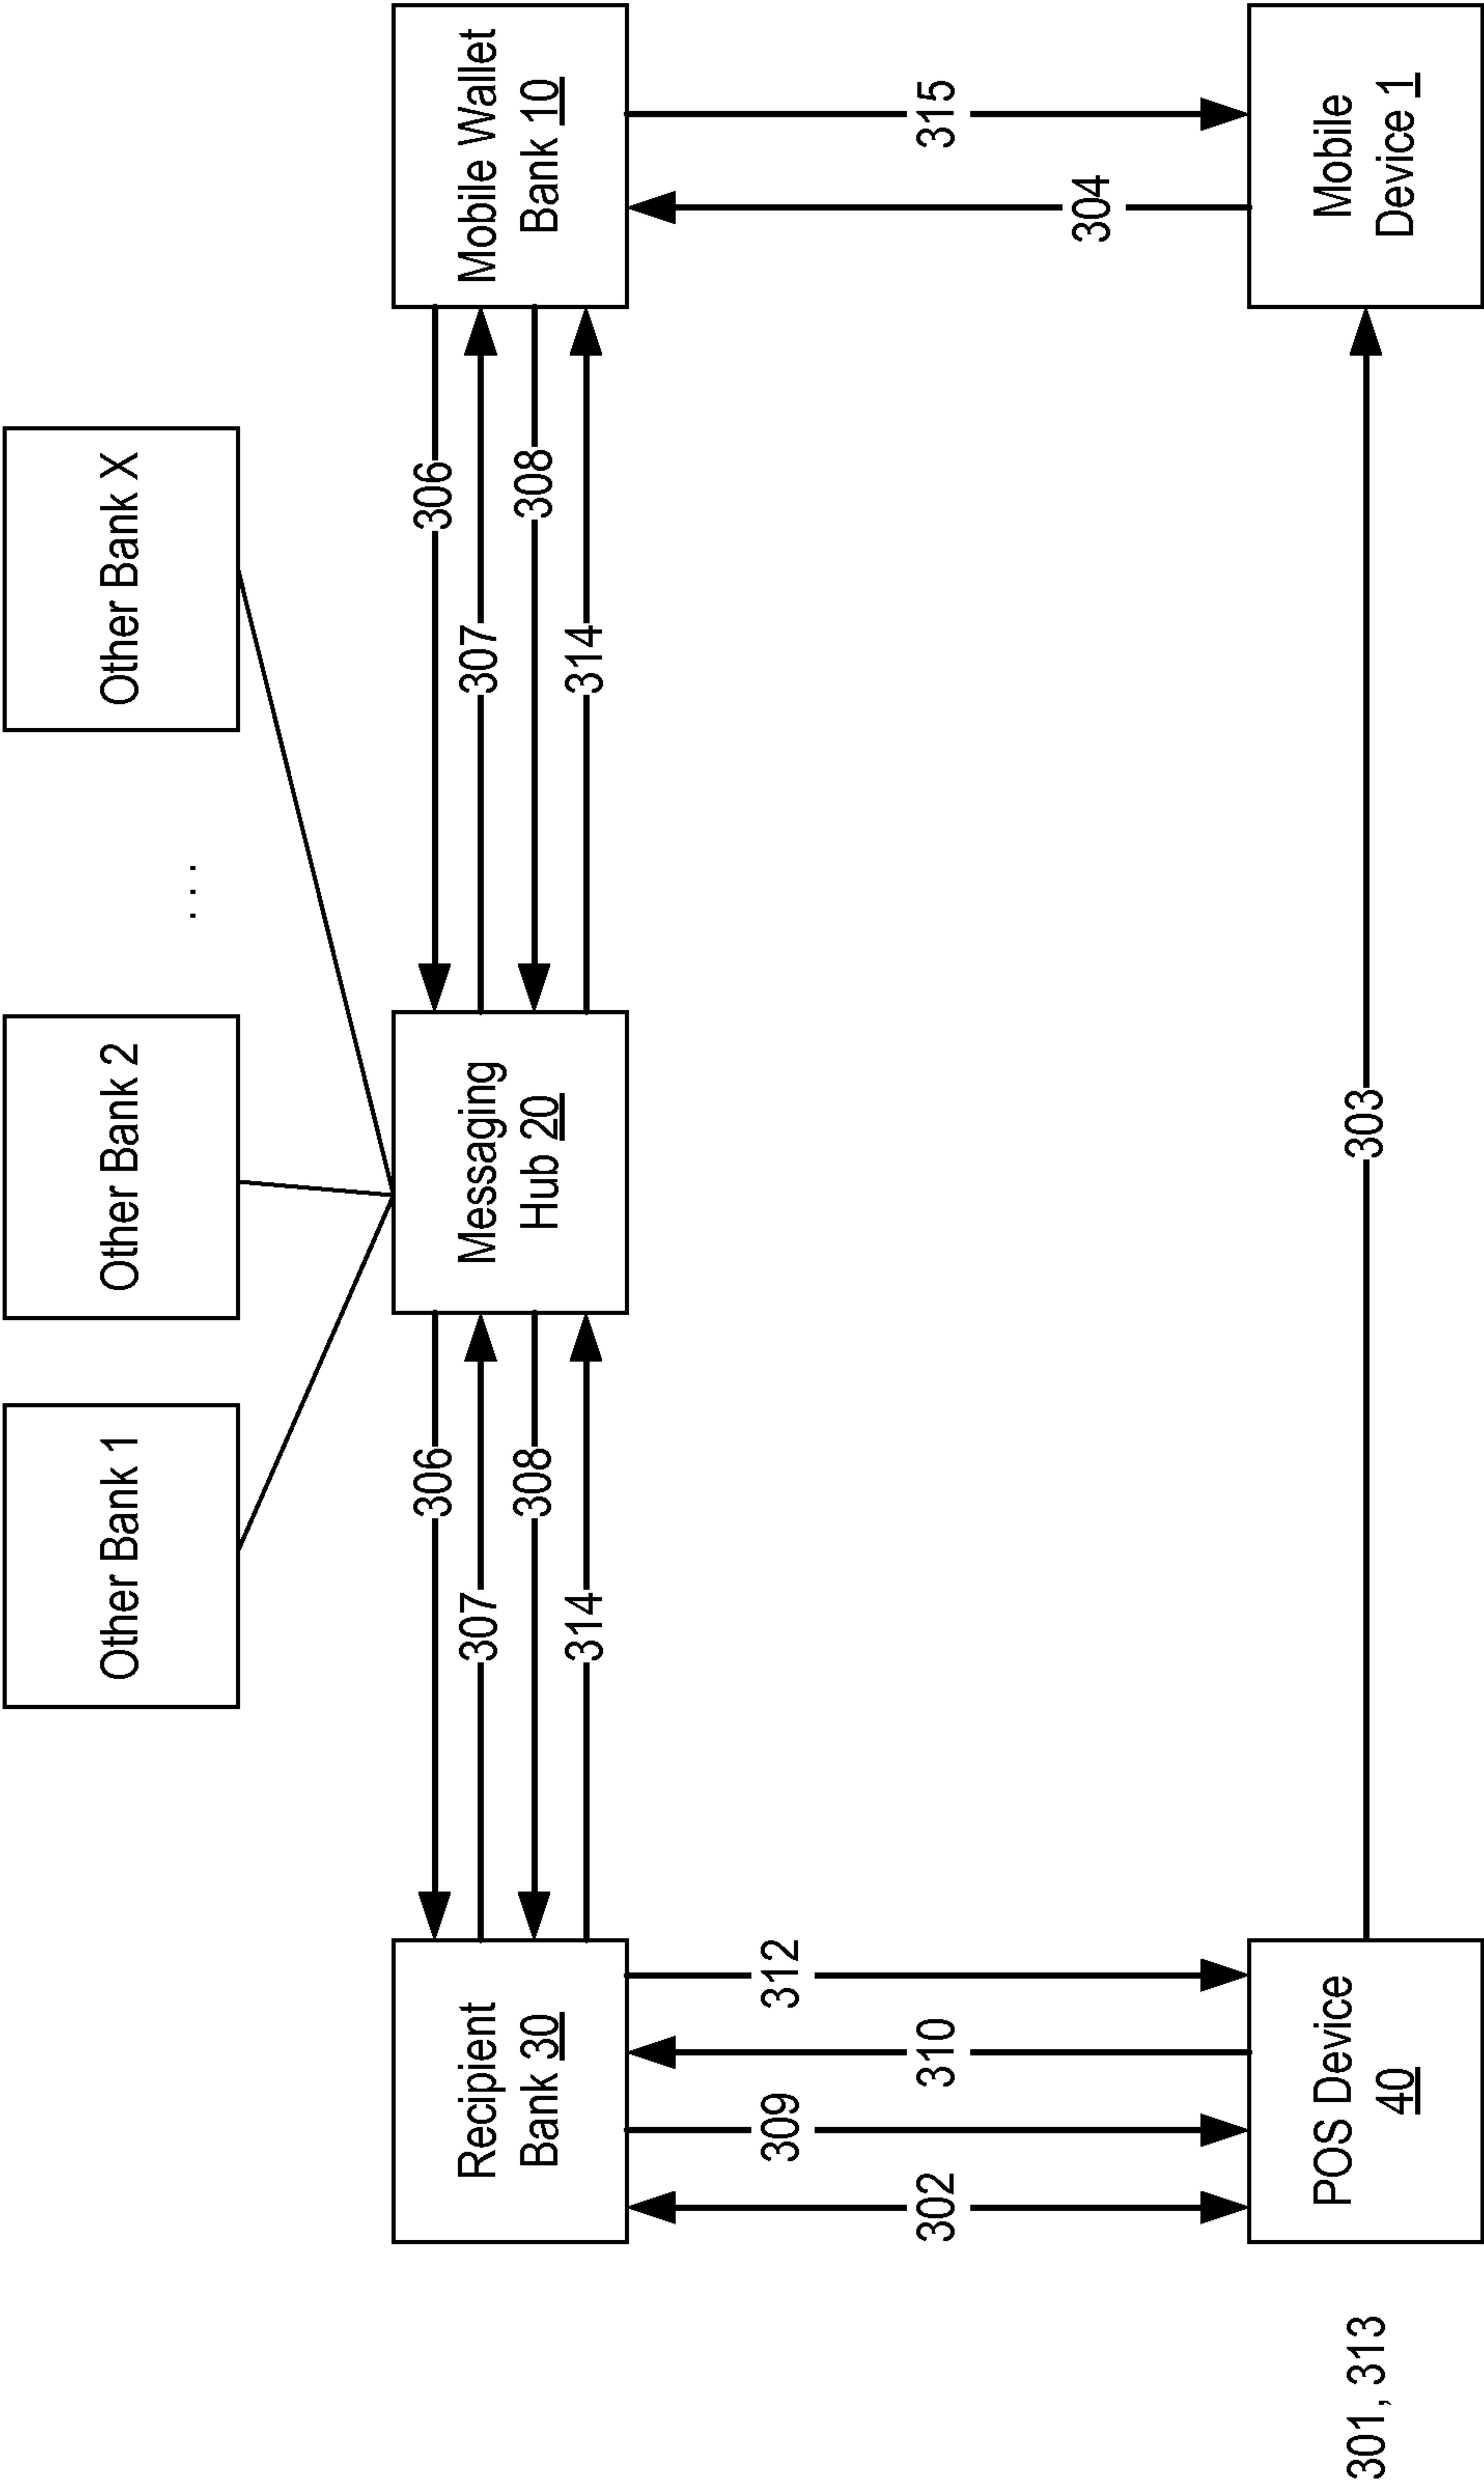 Other Bank 1
Other Bank 2
. . .
Other Bank X
Recipient
Bank 30
306
307
308
314
Messaging
Hub 20
306
307
308
314
Mobile Wallet
Bank 10
302
309
310
312
304
315
301, 313
POS Device
40
303
Mobile
Device 1